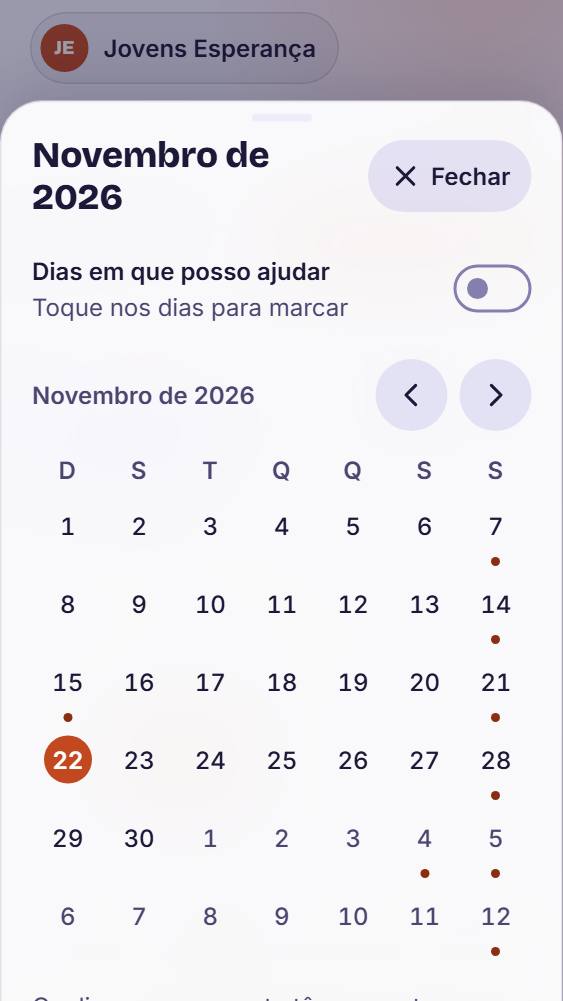 JE Jovens Esperança
Novembro de
2026
Fechar
Dias em que posso ajudar
Toque nos dias para marcar
Novembro de 2026
D S T Q Q S S
1 2 3 4 5 6 7
8 9 10 11 12 13 14
15 16 17 18 19 20 21
22 23 24 25 26 27 28
29 30 1 2 3 4 5
6 7 8 9 10 11 12